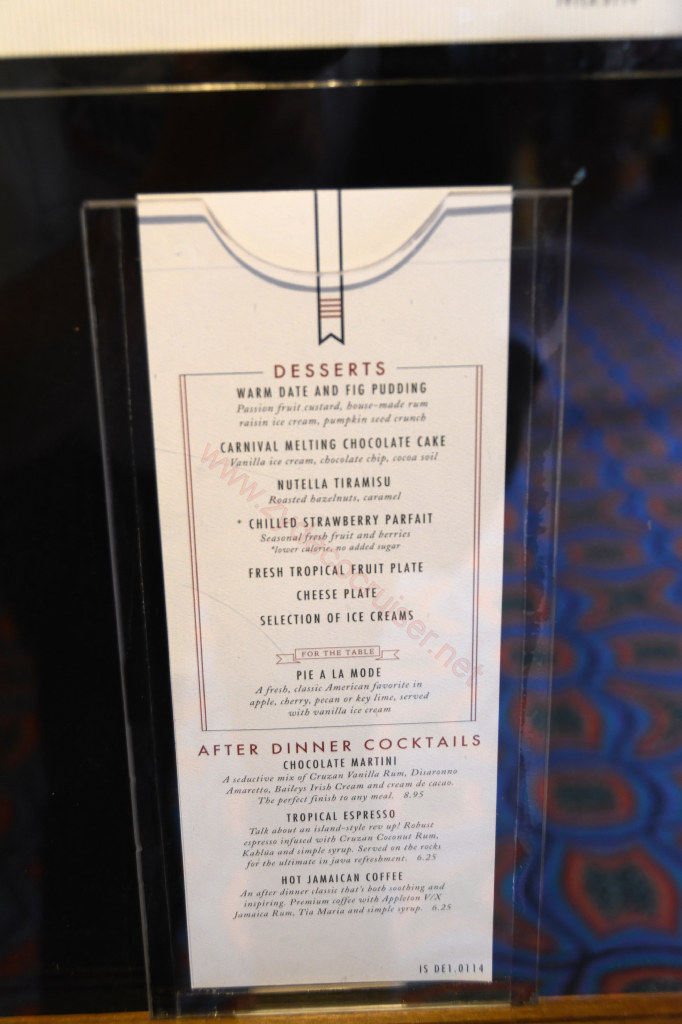 DESSERTS
WARM DATE AND FIG PUDDING
Passion fruit custard, house-made rum
raisin ice cream, pumpkin seed crunch
CARNIVAL MELTING CHOCOLATE CAKE
Vanilla ice cream, chocolate chip, cocoa soil
NUTELLA TIRAMISU
Roasted hazelnuts, caramel
* CHILLED STRAWBERRY PARFAIT
Seasonal fresh fruit and berries
*lower calorie, no added sugar
FRESH TROPICAL FRUIT PLATE
CHEESE PLATE
SELECTION OF ICE CREAMS
FOR THE TABLE
PIE A LA MODE
A fresh, classic American favorite in
apple, cherry, pecan or key lime, served
with vanilla ice cream
AFTER DINNER COCKTAILS
CHOCOLATE MARTINI
A seductive mix of Cruzan Vanilla Rum, Disaronno
Amaretto, Baileys Irish Cream and cream de cacao.
The perfect finish to any meal. 8.95
TROPICAL ESPRESSO
Talk about an island-style rev up! Robust
espresso infused with Cruzan Coconut Rum,
Kahlúa and simple syrup. Served on the rocks
for the ultimate in java refreshment. 6.25
HOT JAMAICAN COFFEE
An after dinner classic that's both soothing and
inspiring. Premium coffee with Appleton V/X
Jamaica Rum, Tia Maria and simple syrup. 6.25
IS DE1.0114